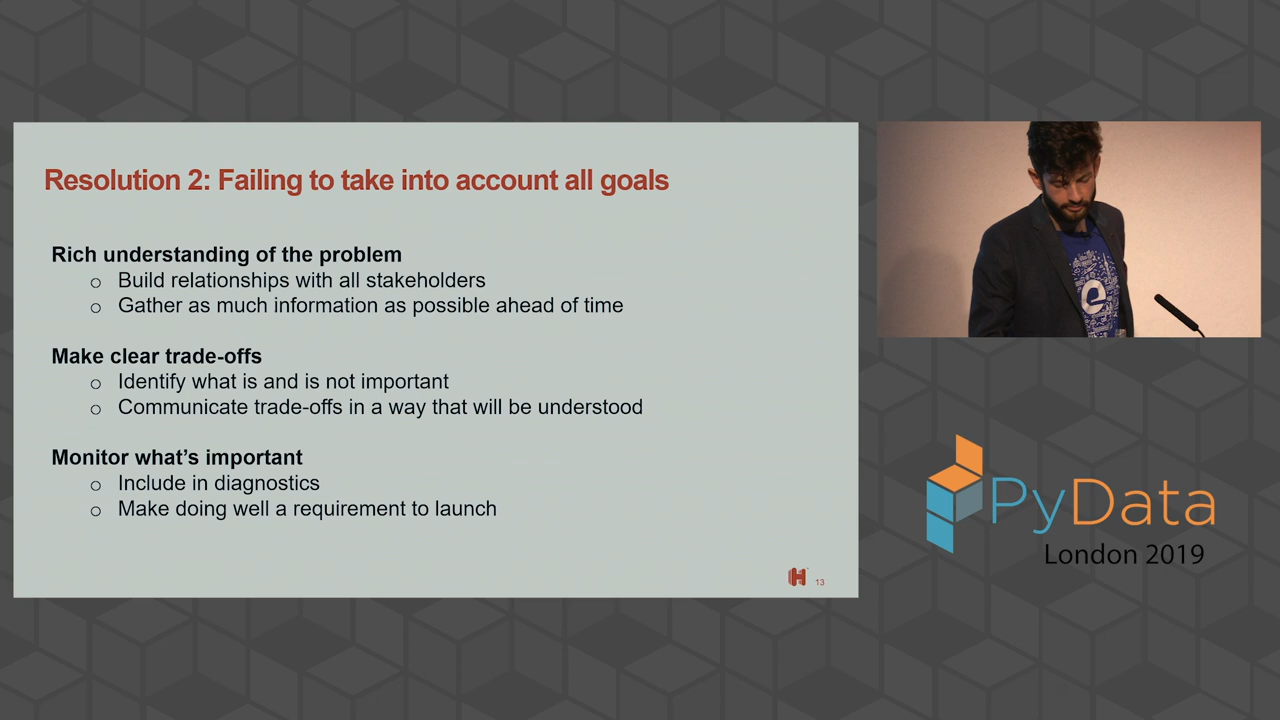 Resolution 2: Failing to take into account all goals
Rich understanding of the problem
o Build relationships with all stakeholders
o Gather as much information as possible ahead of time
Make clear trade-offs
o Identify what is and is not important
o Communicate trade-offs in a way that will be understood
Monitor what's important
o Include in diagnostics
o Make doing well a requirement to launch
H
13
e
PyData
London 2019